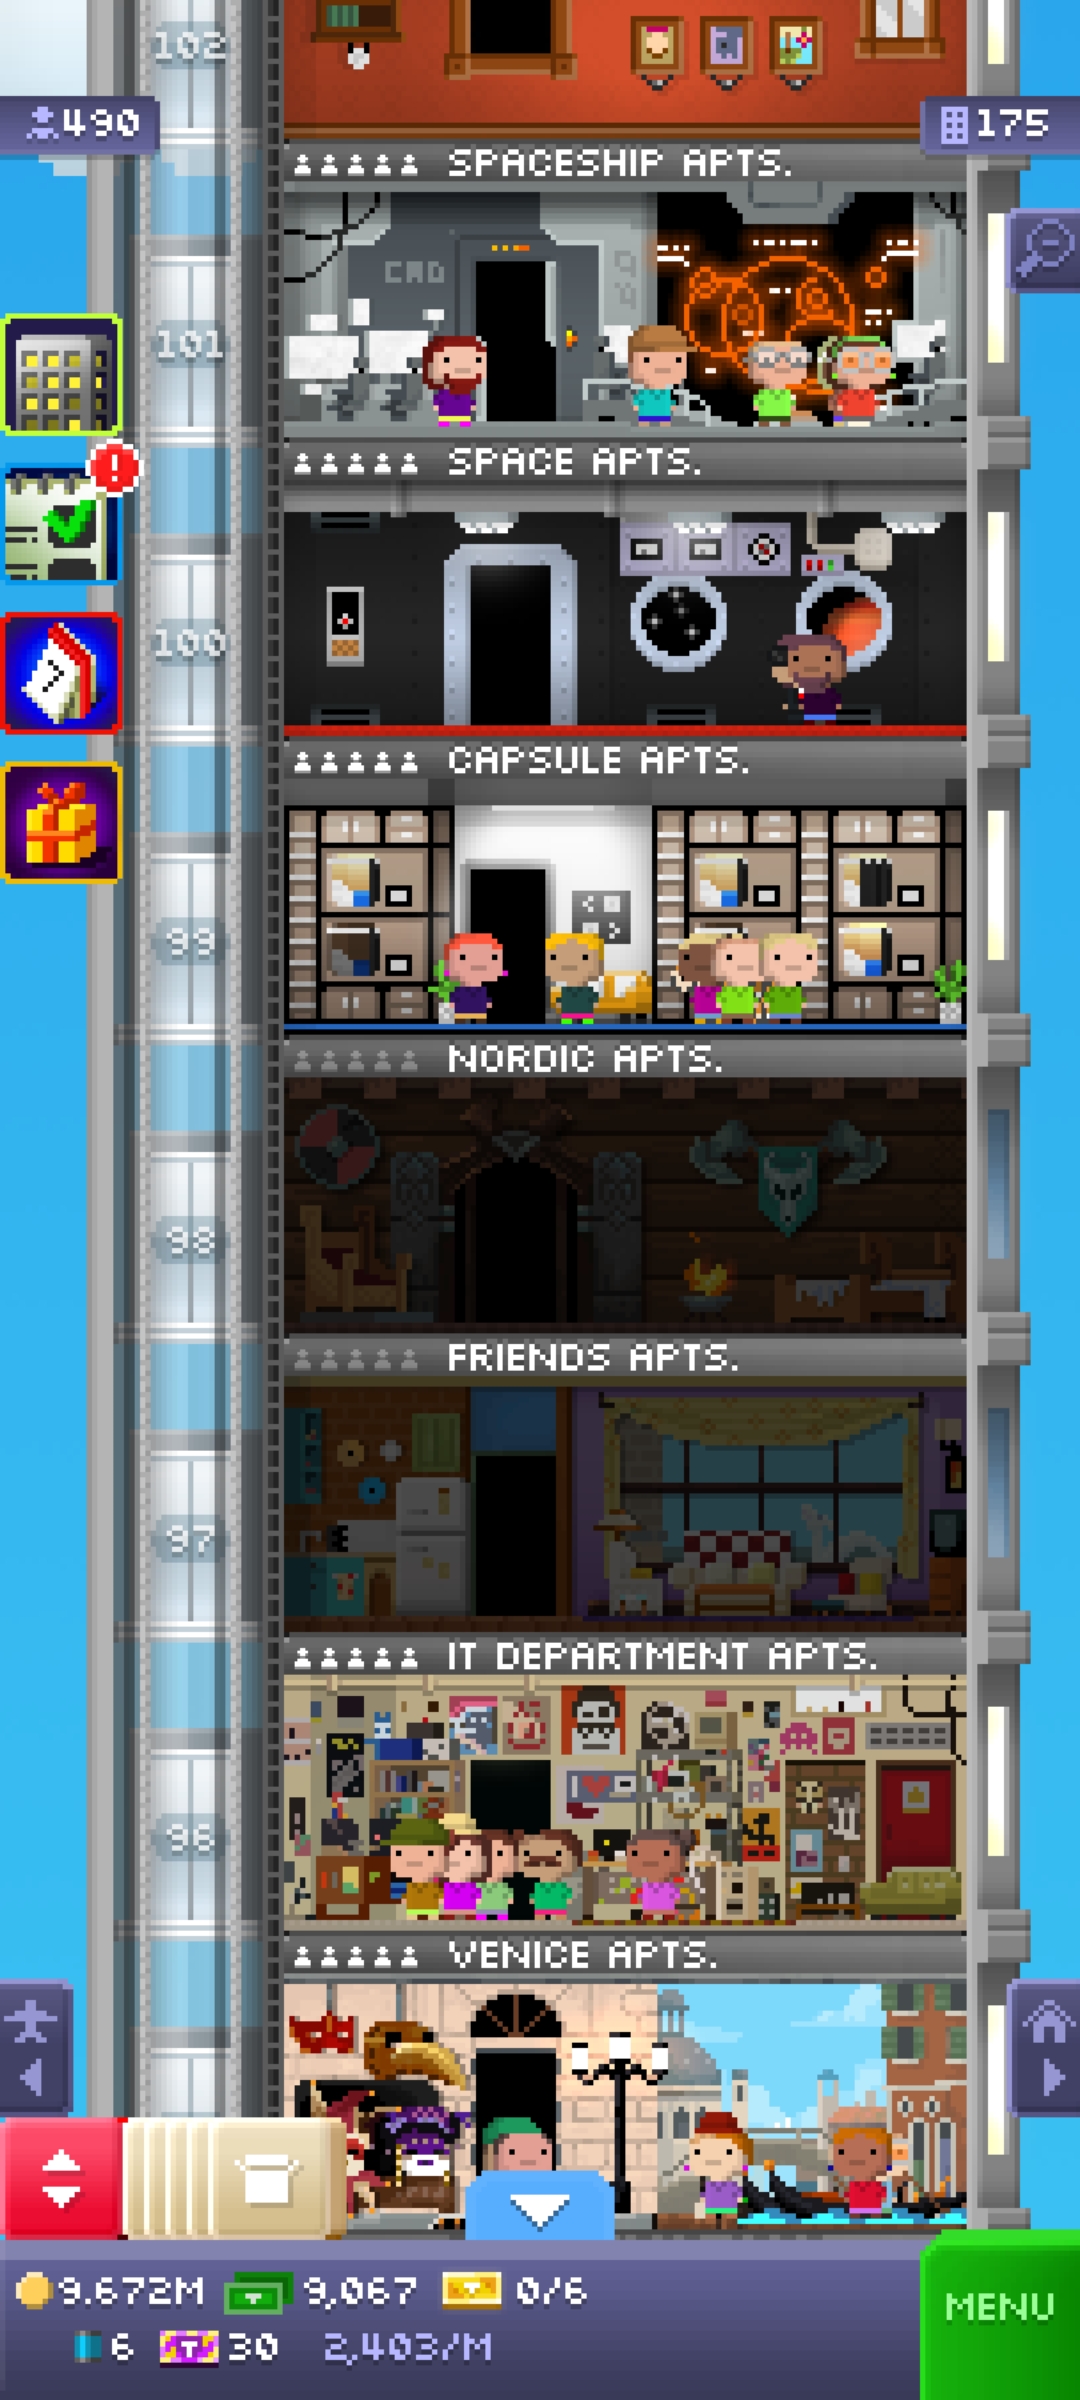 102
490
175
SPACESHIP APTS.
CAD
101
SPACE APTS.
100
CAPSULE APTS.
99
NORDIC APTS.
98
FRIENDS APTS.
97
IT DEPARTMENT APTS.
96
VENICE APTS.
9.672M 9,067 0/6
6 T 30 2,403/M
MENU